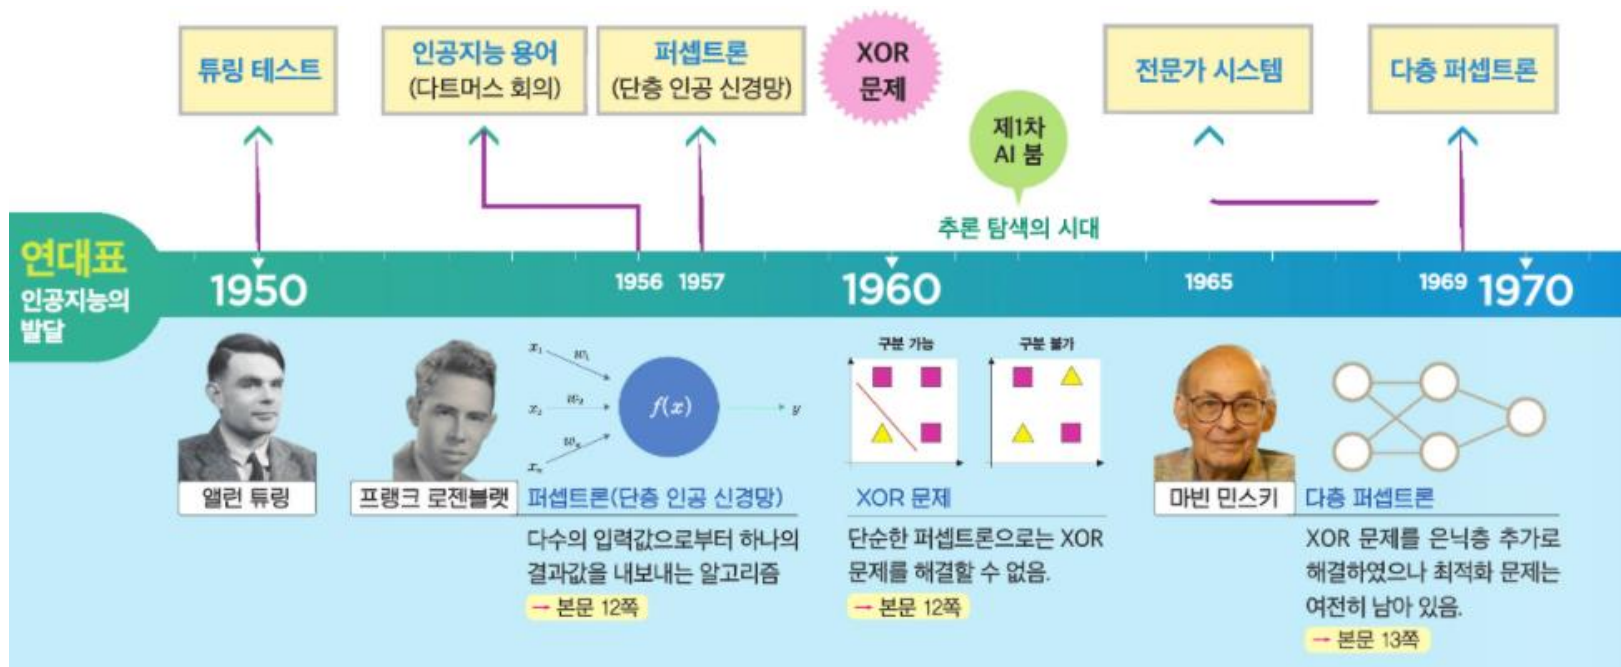 튜링 테스트
인공지능 용어
(다트머스 회의)
퍼셉트론
(단층 인공 신경망)
XOR
문제
제1차
AI 붐
추론 탐색의 시대
전문가 시스템
다층 퍼셉트론
연대표
인공지능의
발달
1950
1956
1957
1960
1965
1969
1970
앨런 튜링
프랭크 로젠블랫
x₁
w₁
x₂
w₂
xₙ
wₙ
f(x)
y
퍼셉트론(단층 인공 신경망)
다수의 입력값으로부터 하나의
결과값을 내보내는 알고리즘
→ 본문 12쪽
구분 가능
구분 불가
XOR 문제
단순한 퍼셉트론으로는 XOR
문제를 해결할 수 없음.
→ 본문 12쪽
마빈 민스키
다층 퍼셉트론
XOR 문제를 은닉층 추가로
해결하였으나 최적화 문제는
여전히 남아 있음.
→ 본문 13쪽